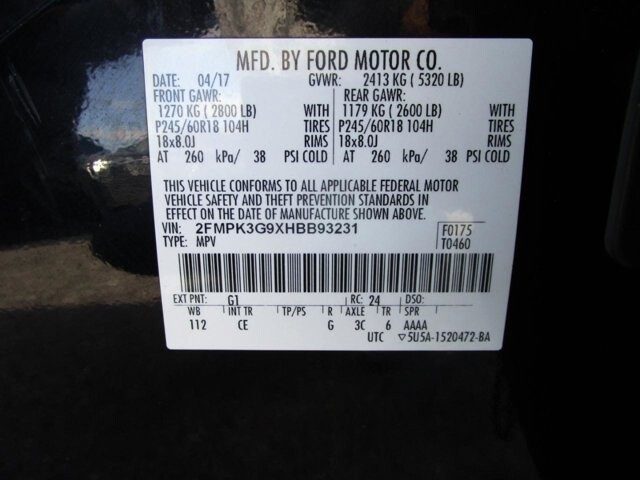 MFD. BY FORD MOTOR CO.
DATE: 04/17 GVWR: 2413 KG ( 5320 LB)
FRONT GAWR: REAR GAWR:
1270 KG ( 2800 LB) WITH 1179 KG ( 2600 LB) WITH
P245/60R18 104H TIRES P245/60R18 104H TIRES
18x8.0J RIMS 18x8.0J RIMS
AT 260 kPa/ 38 PSI COLD AT 260 kPa/ 38 PSI COLD
THIS VEHICLE CONFORMS TO ALL APPLICABLE FEDERAL MOTOR
VEHICLE SAFETY AND THEFT PREVENTION STANDARDS IN
EFFECT ON THE DATE OF MANUFACTURE SHOWN ABOVE.
VIN: 2FMPK3G9XHBB93231 F0175
TYPE: MPV T0460
EXT PNT: G1 RC: 24 DSO:
WB INT TR TP/PS R AXLE TR SPR
112 CE G 3C 6 AAAA
UTC ▽5U5A-1520472-BA